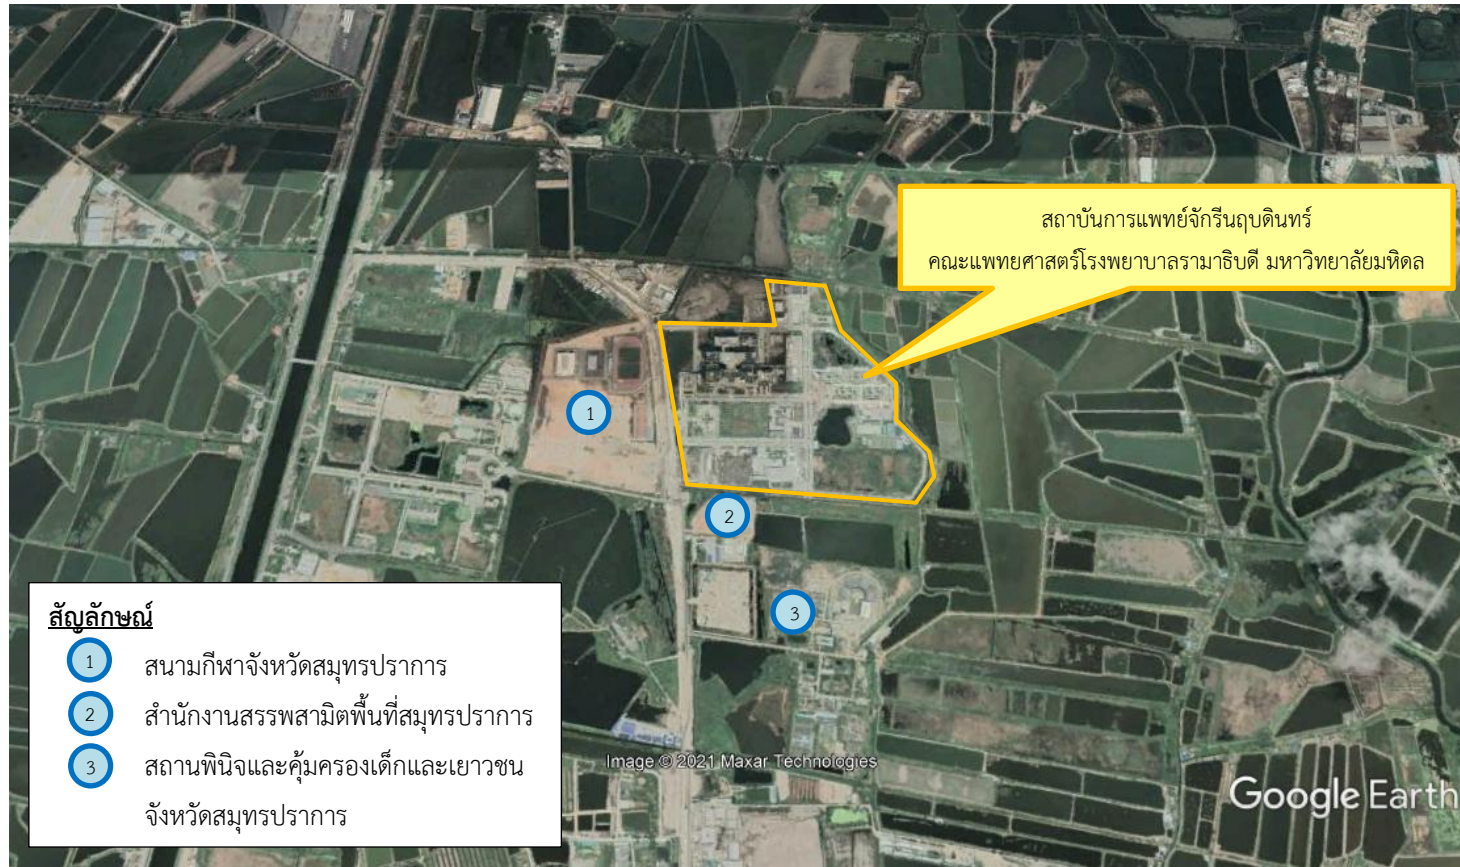 สถาบันการแพทย์จักรีนฤบดินทร์
คณะแพทยศาสตร์โรงพยาบาลรามาธิบดี มหาวิทยาลัยมหิดล
1
2
3
สัญลักษณ์
1 สนามกีฬาจังหวัดสมุทรปราการ
2 สำนักงานสรรพสามิตพื้นที่สมุทรปราการ
3 สถานพินิจและคุ้มครองเด็กและเยาวชน
จังหวัดสมุทรปราการ
Image © 2021 Maxar Technologies
Google Earth